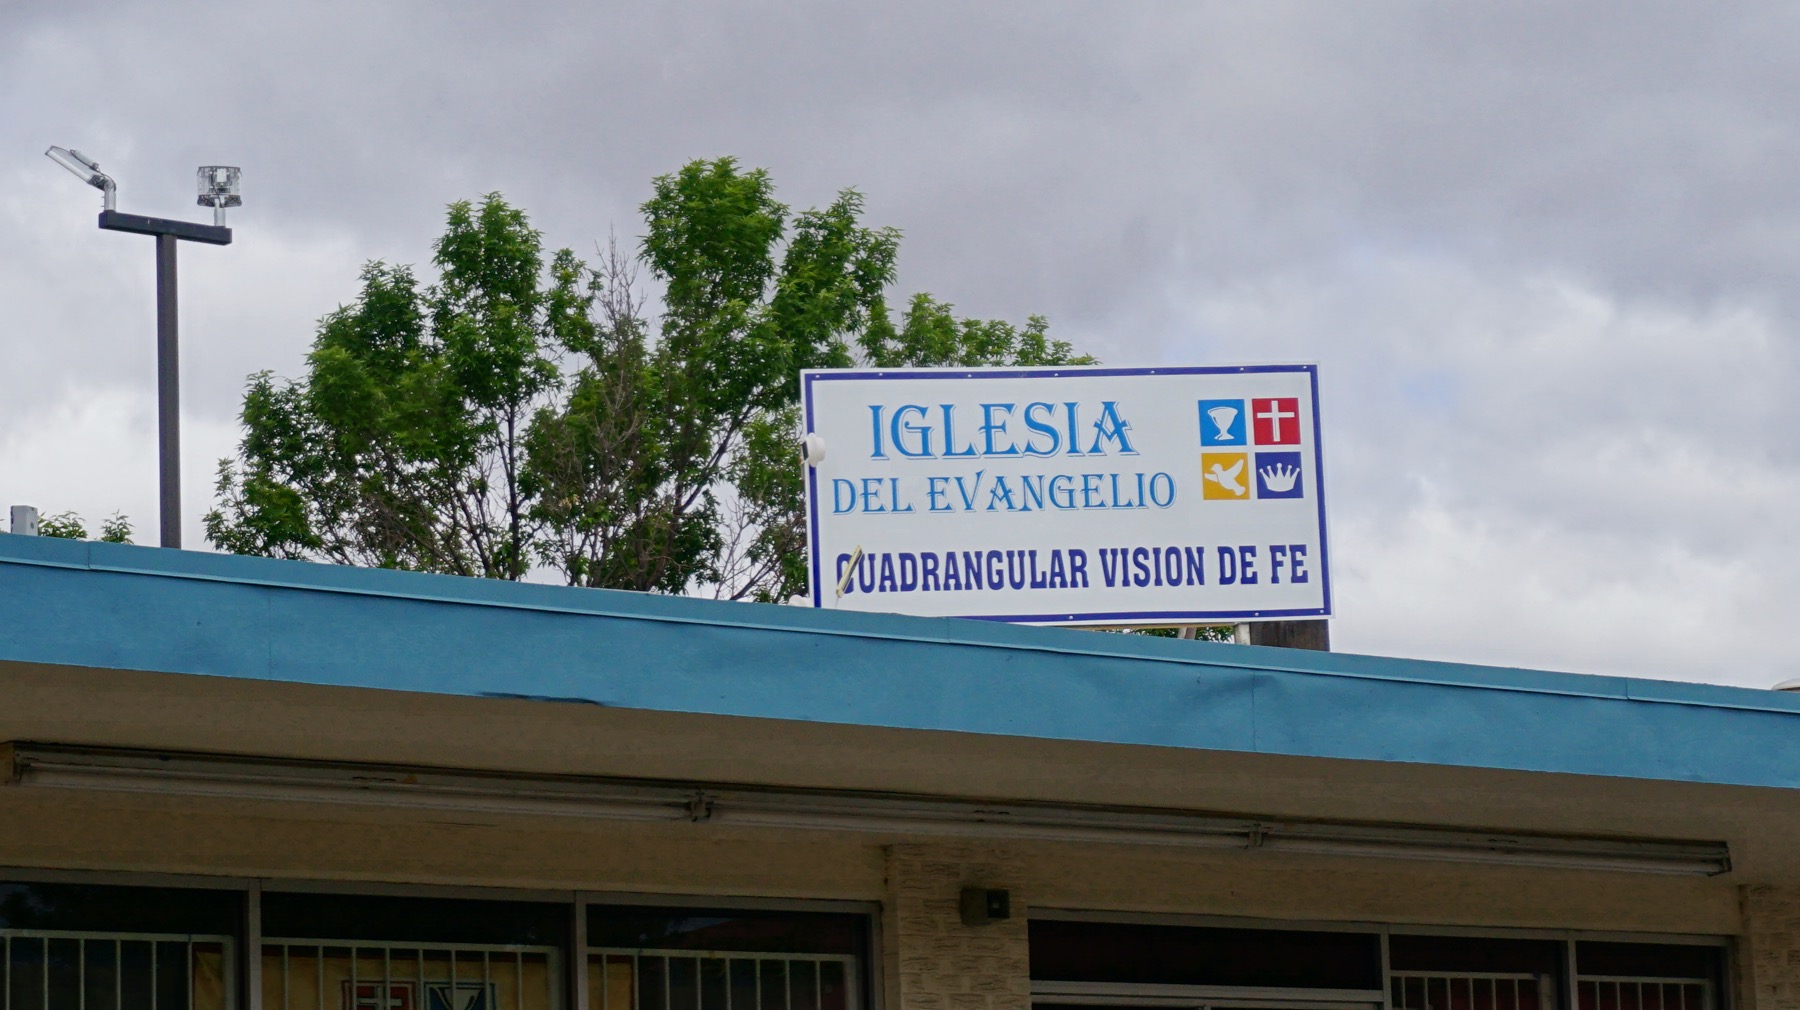 IGLESIA
DEL EVANGELIO
CUADRANGULAR VISION DE FE